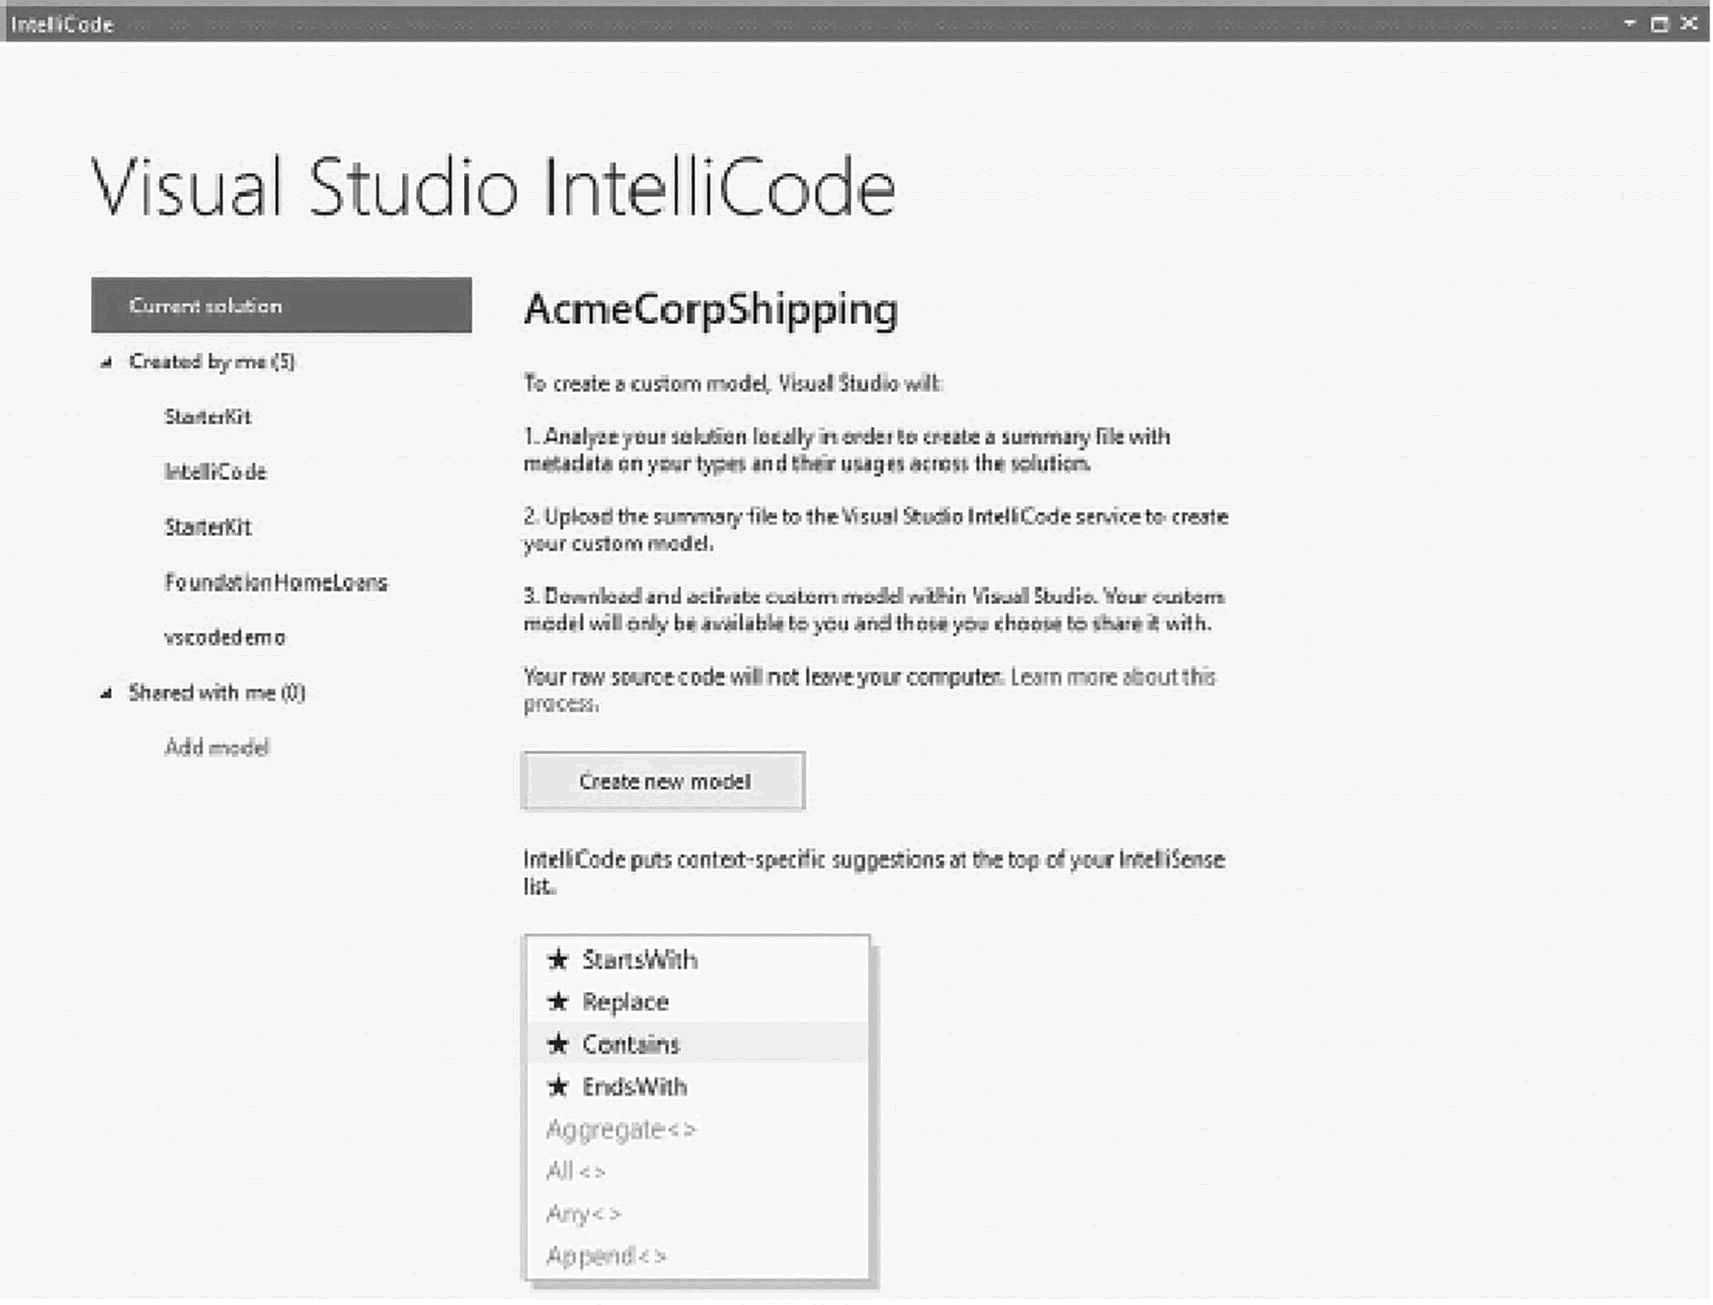 IntelliCode
Visual Studio IntelliCode
Current solution
Created by me (5)
StarterKit
IntelliCode
StarterKit
FoundationHomeLoans
vscodedemo
Shared with me (0)
Add model
AcmeCorpShipping
To create a custom model, Visual Studio will:
1. Analyze your solution locally in order to create a summary file with
metadata on your types and their usages across the solution.
2. Upload the summary file to the Visual Studio IntelliCode service to create
your custom model.
3. Download and activate custom model within Visual Studio. Your custom
model will only be available to you and those you choose to share it with.
Your raw source code will not leave your computer. Learn more about this
process.
Create new model
IntelliCode puts context-specific suggestions at the top of your IntelliSense
list.
★ StartsWith
★ Replace
★ Contains
★ EndsWith
Aggregate<>
All<>
Any<>
Append<>